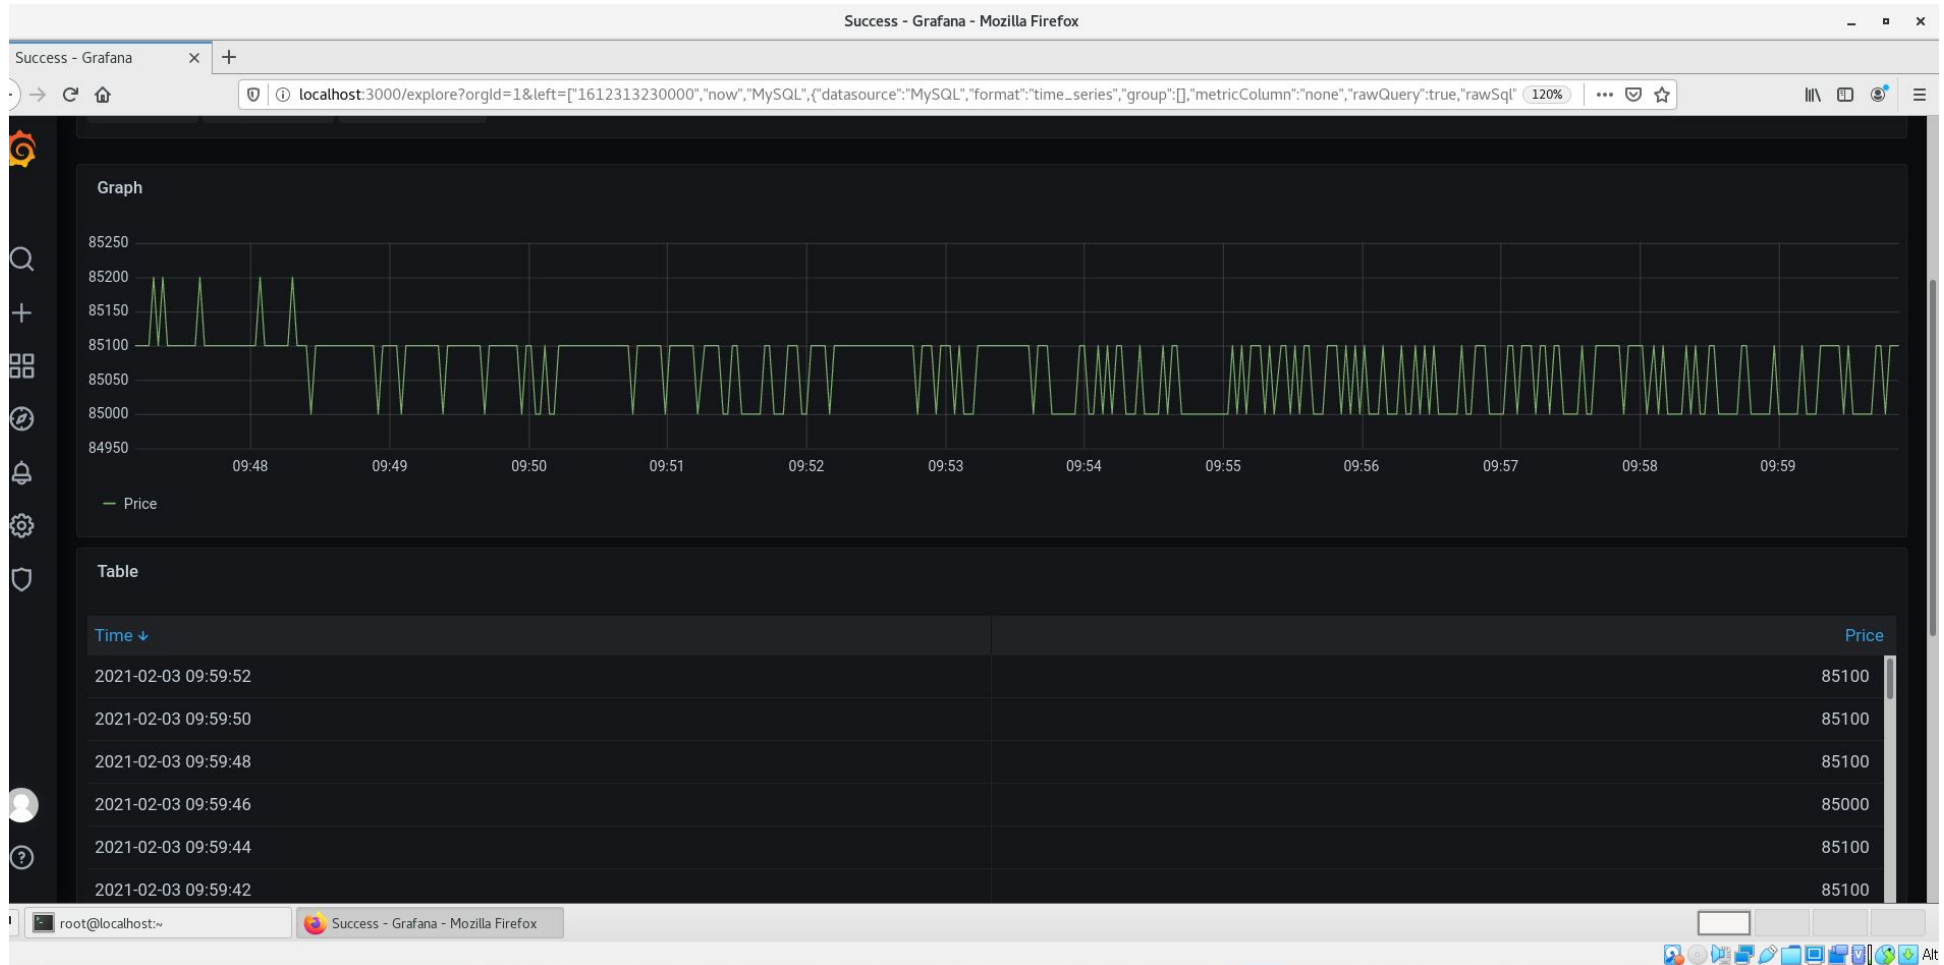 Success - Grafana - Mozilla Firefox
Success - Grafana
localhost:3000/explore?orgId=1&left=["1612313230000","now","MySQL",{"datasource":"MySQL","format":"time_series","group":[],"metricColumn":"none","rawQuery":true,"rawSql" 120%
Graph
85250
85200
85150
85100
85050
85000
84950
09:48 09:49 09:50 09:51 09:52 09:53 09:54 09:55 09:56 09:57 09:58 09:59
Price
Table
Time Price
2021-02-03 09:59:52 85100
2021-02-03 09:59:50 85100
2021-02-03 09:59:48 85100
2021-02-03 09:59:46 85000
2021-02-03 09:59:44 85100
2021-02-03 09:59:42 85100
root@localhost:~ Success - Grafana - Mozilla Firefox
Alt